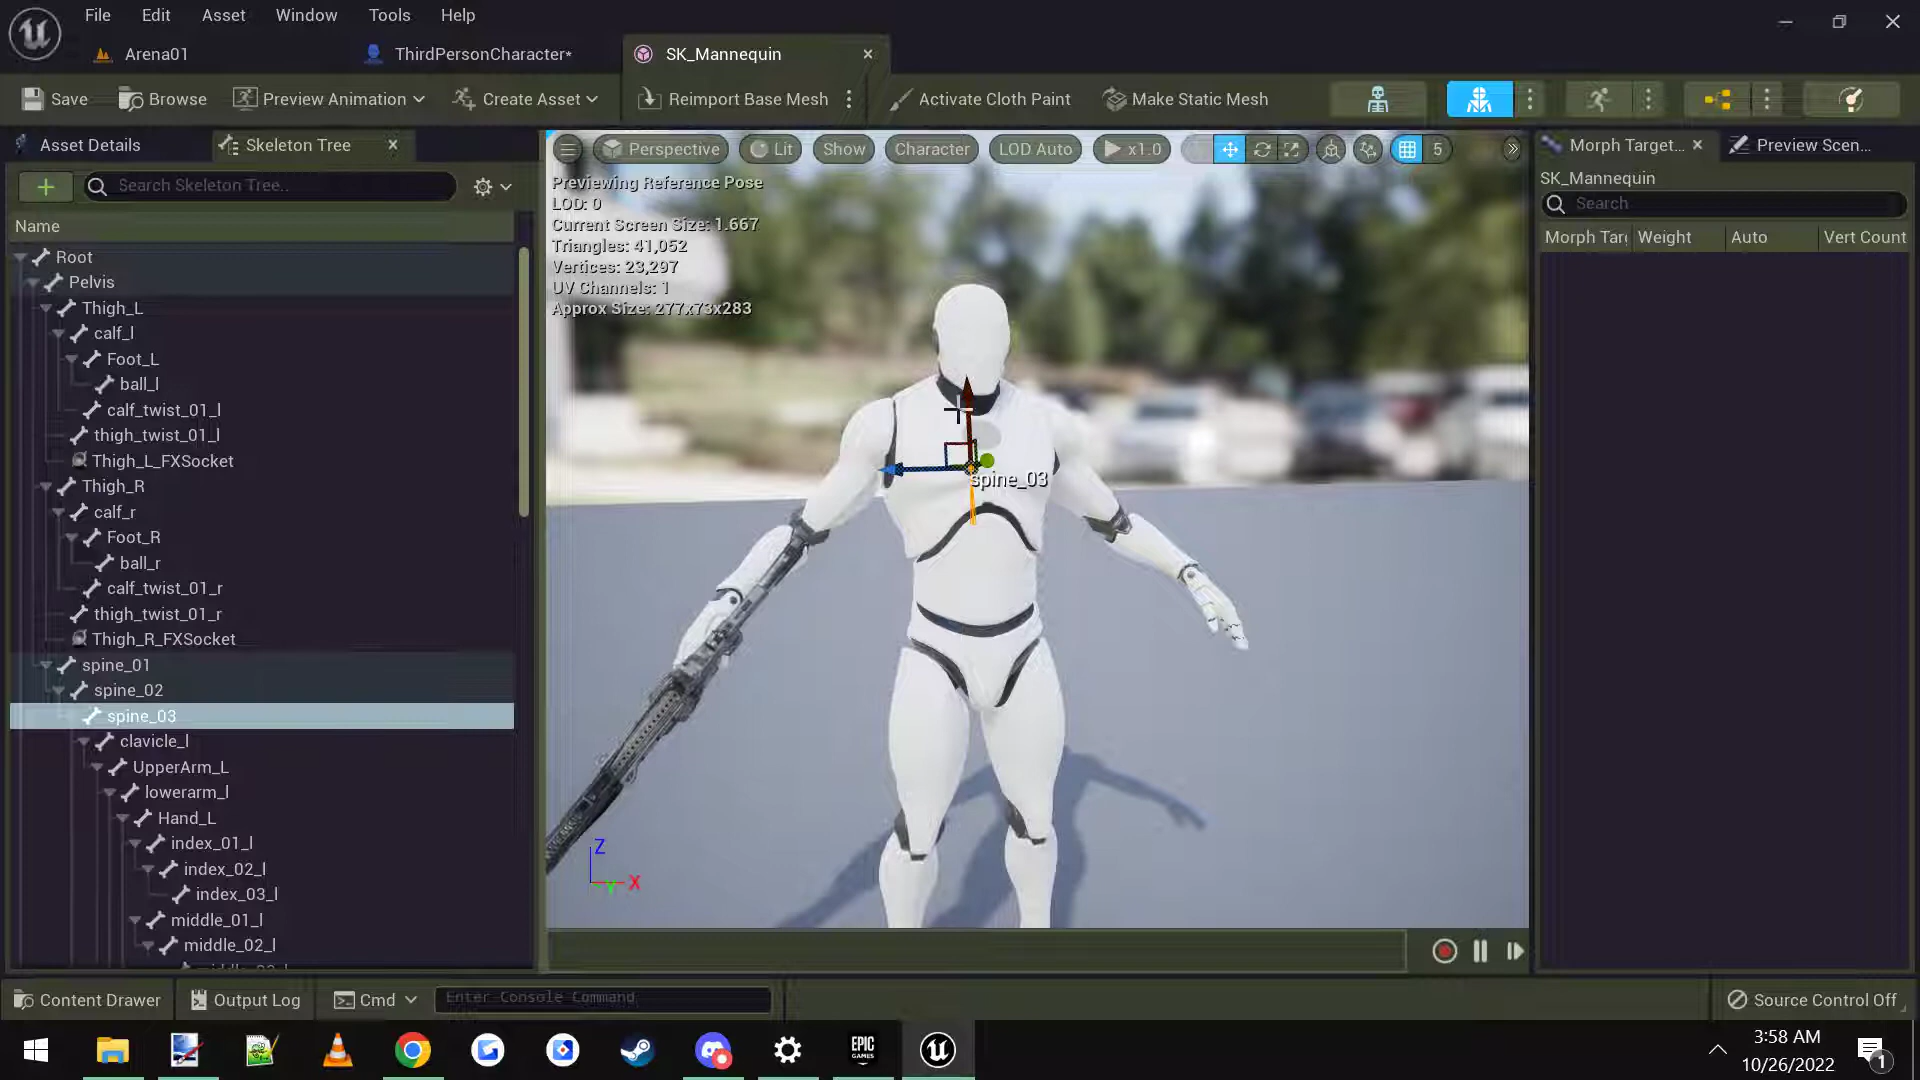 File Edit Asset Window Tools Help
Arena01 ThirdPersonCharacter* SK_Mannequin
Save Browse Preview Animation Create Asset Reimport Base Mesh Activate Cloth Paint Make Static Mesh
Asset Details Skeleton Tree
Search Skeleton Tree..
Name
Root
Pelvis
Thigh_L
calf_l
Foot_L
ball_l
calf_twist_01_l
thigh_twist_01_l
Thigh_L_FXSocket
Thigh_R
calf_r
Foot_R
ball_r
calf_twist_01_r
thigh_twist_01_r
Thigh_R_FXSocket
spine_01
spine_02
spine_03
clavicle_l
UpperArm_L
lowerarm_l
Hand_L
index_01_l
index_02_l
index_03_l
middle_01_l
middle_02_l
Perspective Lit Show Character LOD Auto x1.0 5
Previewing Reference Pose
LOD: 0
Current Screen Size: 1.667
Triangles: 41,052
Vertices: 23,297
UV Channels: 1
Approx Size: 277x73x283
spine_03
Z
Y X
Morph Target... Preview Scen...
SK_Mannequin
Search
Morph Tar Weight Auto Vert Count
Content Drawer Output Log Cmd Enter Console Command Source Control Off
EPIC
GAMES
3:58 AM
10/26/2022
1